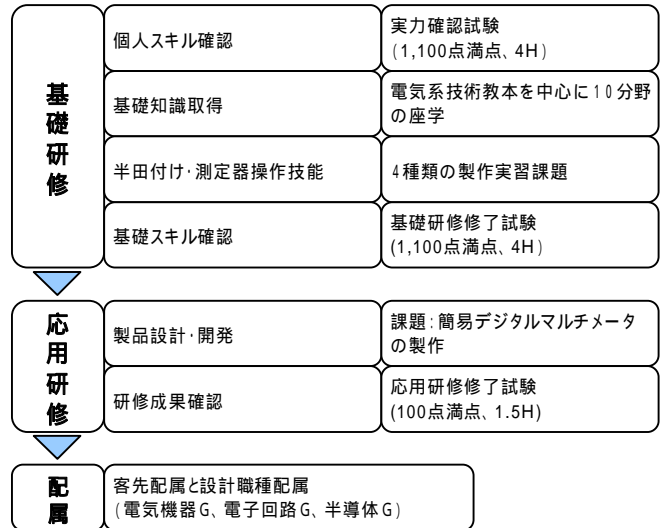 基礎研修
個人スキル確認
実力確認試験
(1,100点満点、4H)
基礎知識取得
電気系技術教本を中心に10分野
の座学
半田付け・測定器操作技能
4種類の製作実習課題
基礎スキル確認
基礎研修修了試験
(1,100点満点、4H)
応用研修
製品設計・開発
課題:簡易デジタルマルチメータ
の製作
研修成果確認
応用研修修了試験
(100点満点、1.5H)
配属
客先配属と設計職種配属
(電気機器G、電子回路G、半導体G)